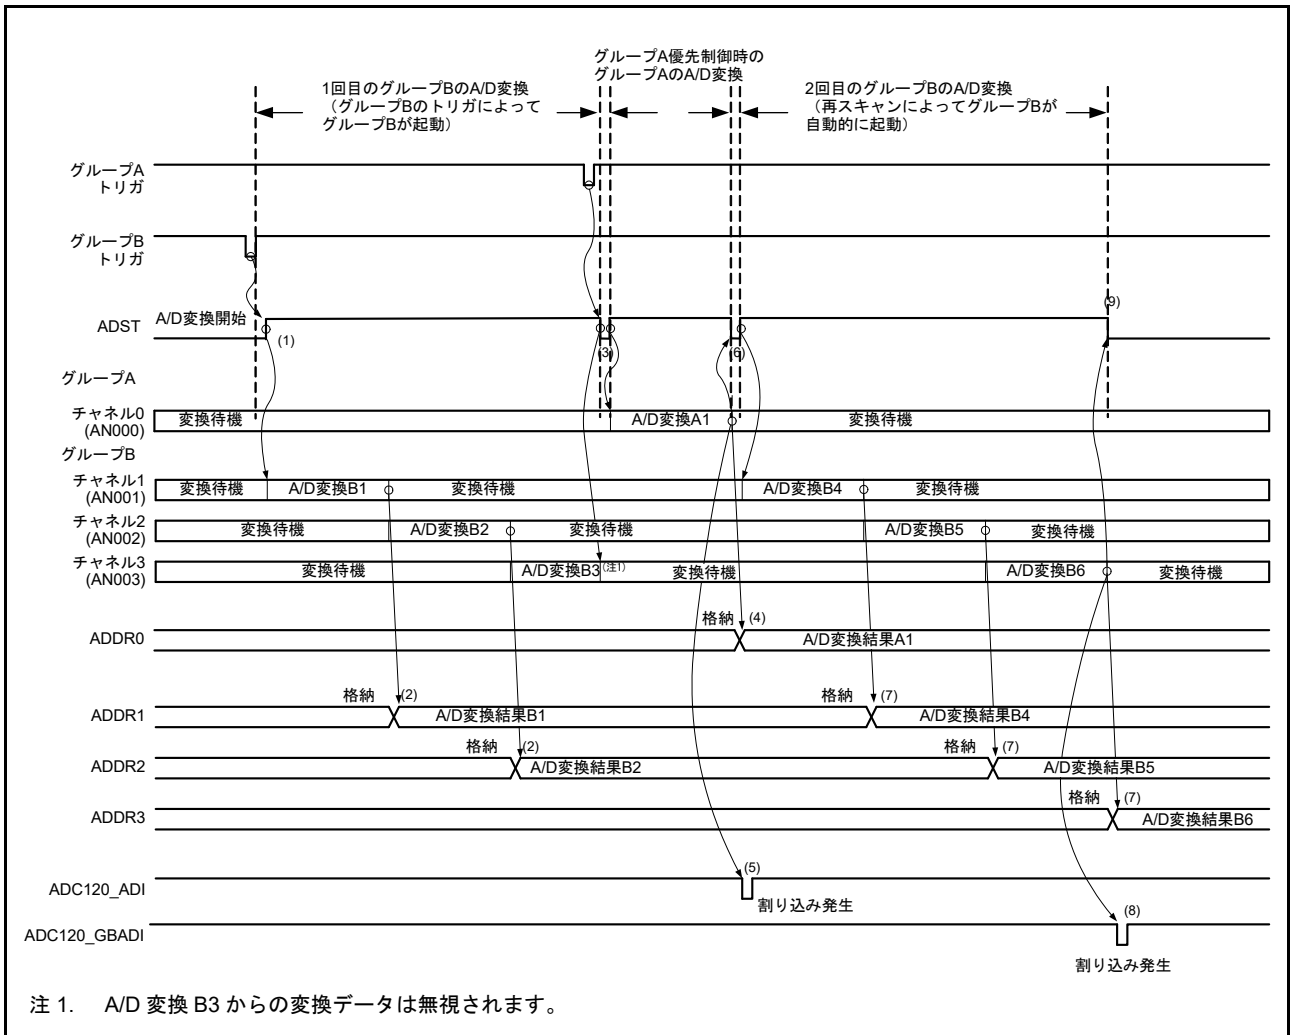 グループA優先制御時の
グループAのA/D変換
1回目のグループBのA/D変換
（グループBのトリガによって
グループBが起動）
2回目のグループBのA/D変換
（再スキャンによってグループBが
自動的に起動）
グループA
トリガ
グループB
トリガ
ADST
A/D変換開始
(1)
(3)
(6)
(9)
グループA
チャネル0
(AN000)
変換待機
A/D変換A1
変換待機
グループB
チャネル1
(AN001)
変換待機
A/D変換B1
変換待機
A/D変換B4
変換待機
チャネル2
(AN002)
変換待機
A/D変換B2
変換待機
A/D変換B5
変換待機
チャネル3
(AN003)
変換待機
A/D変換B3(注1)
変換待機
A/D変換B6
変換待機
ADDR0
格納
(4)
A/D変換結果A1
ADDR1
格納
(2)
A/D変換結果B1
格納
(7)
A/D変換結果B4
ADDR2
格納
(2)
A/D変換結果B2
格納
(7)
A/D変換結果B5
ADDR3
格納
(7)
A/D変換結果B6
ADC120_ADI
(5)
割り込み発生
ADC120_GBADI
(8)
割り込み発生
注 1. A/D 変換 B3 からの変換データは無視されます。